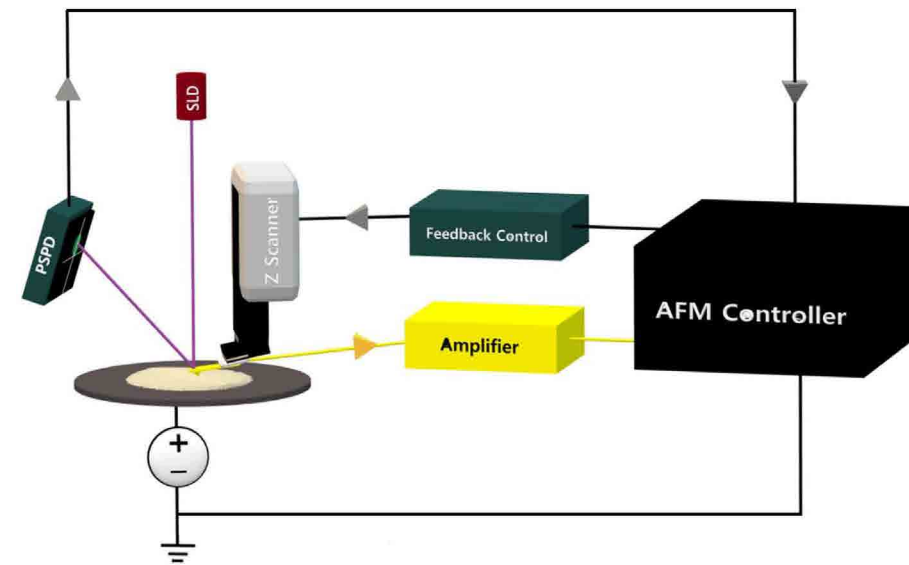 SLD
PSPD
Z Scanner
Feedback Control
AFM Controller
Amplifier
+
−